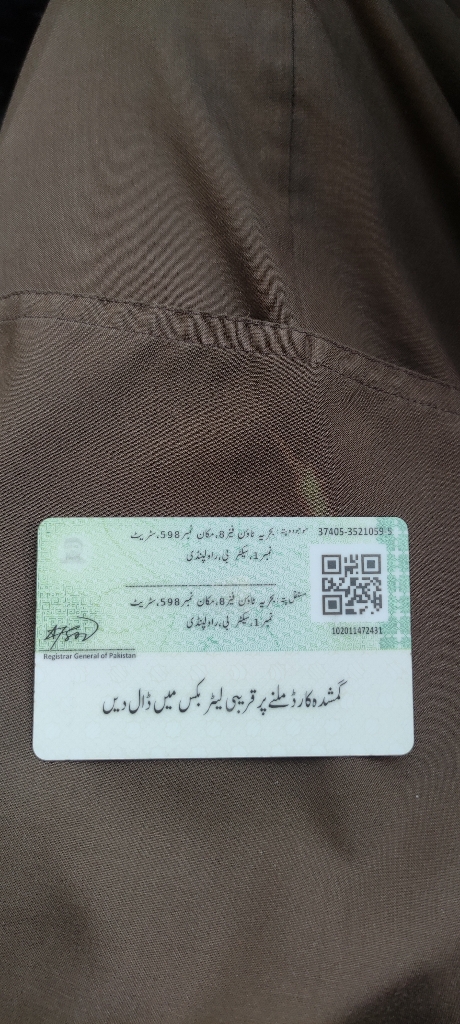 37405-3521059-5
موجودہ پتہ: بحریہ ٹاؤن فیز 8، مکان نمبر 598، سٹریٹ
نمبر 1، سیکٹر بی، راولپنڈی
مستقل پتہ: بحریہ ٹاؤن فیز 8، مکان نمبر 598، سٹریٹ
نمبر 1، سیکٹر بی، راولپنڈی
102011472431
Registrar General of Pakistan
گمشدہ کارڈ ملنے پر قریبی لیٹر بکس میں ڈال دیں